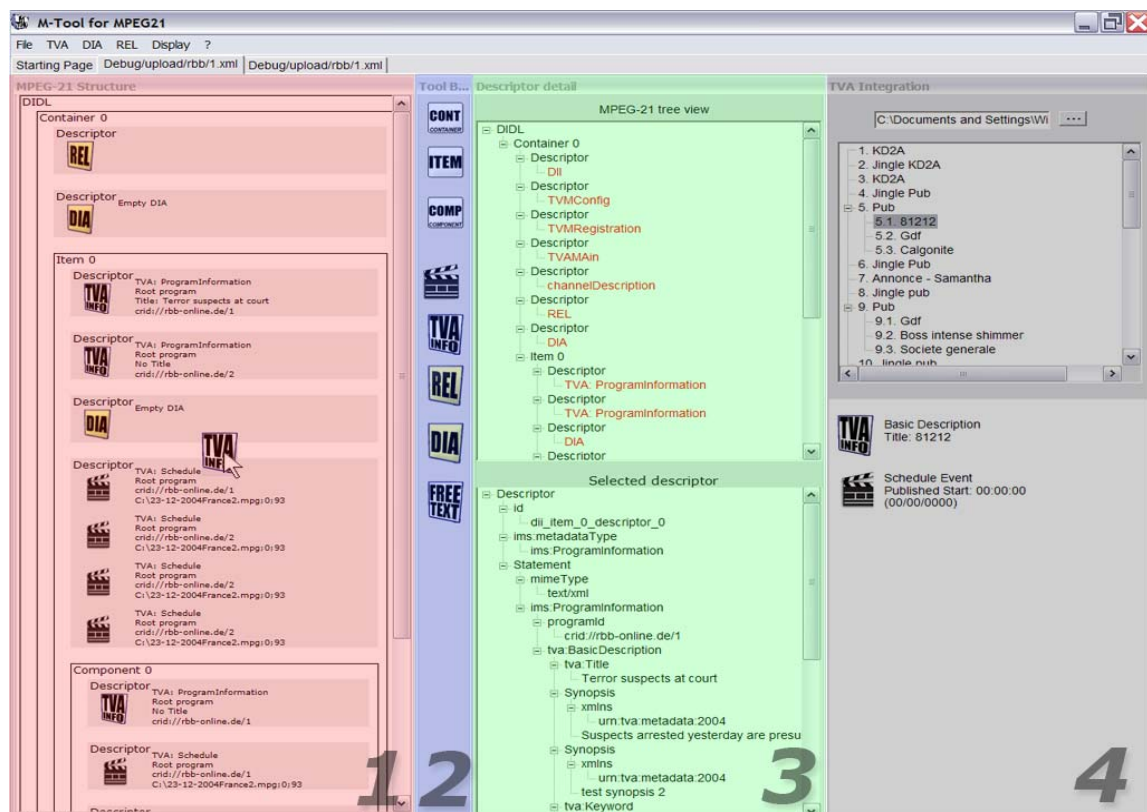 M-Tool for MPEG21
File TVA DIA REL Display ?
Starting Page Debug/upload/rbb/1.xml Debug/upload/rbb/1.xml
MPEG-21 Structure
DIDL
Container 0
Descriptor
REL
Descriptor Empty DIA
DIA
Item 0
Descriptor TVA: ProgramInformation
TVA INFO
Root program
Title: Terror suspects at court
crid://rbb-online.de/1
Descriptor TVA: ProgramInformation
TVA INFO
Root program
No Title
crid://rbb-online.de/2
Descriptor Empty DIA
DIA
TVA
Descriptor TVA: Schedule
Root program
crid://rbb-online.de/1
C:\23-12-2004France2.mpg;0;93
TVA: Schedule
Root program
crid://rbb-online.de/1
C:\23-12-2004France2.mpg;0;93
TVA: Schedule
Root program
crid://rbb-online.de/2
C:\23-12-2004France2.mpg;0;93
TVA: Schedule
Root program
crid://rbb-online.de/2
C:\23-12-2004France2.mpg;0;93
Component 0
Descriptor TVA: ProgramInformation
TVA INFO
Root program
No Title
crid://rbb-online.de/1
Descriptor TVA: Schedule
Root program
crid://rbb-online.de/1
C:\23-12-2004France2.mpg;0;93
Descriptor
1
Tool B...
CONT
CONTAINER
ITEM
COMP
COMPONENT
TVA
INFO
REL
DIA
FREE
TEXT
2
Descriptor detail
MPEG-21 tree view
DIDL
Container 0
Descriptor
DII
Descriptor
TVMConfig
Descriptor
TVMRegistration
Descriptor
TVAMAin
Descriptor
channelDescription
Descriptor
REL
Descriptor
DIA
Item 0
Descriptor
TVA: ProgramInformation
Descriptor
TVA: ProgramInformation
Descriptor
DIA
Descriptor
Selected descriptor
Descriptor
id
dii_item_0_descriptor_0
ims:metadataType
ims:ProgramInformation
Statement
mimeType
text/xml
ims:ProgramInformation
programId
crid://rbb-online.de/1
tva:BasicDescription
tva:Title
Terror suspects at court
Synopsis
xmlns
urn:tva:metadata:2004
Suspects arrested yesterday are presu
Synopsis
xmlns
urn:tva:metadata:2004
test synopsis 2
tva:Keyword
3
TVA Integration
C:\Documents and Settings\Wi ...
1. KD2A
2. Jingle KD2A
3. KD2A
4. Jingle Pub
5. Pub
5.1. 81212
5.2. Gdf
5.3. Calgonite
6. Jingle Pub
7. Annonce - Samantha
8. Jingle pub
9. Pub
9.1. Gdf
9.2. Boss intense shimmer
9.3. Societe generale
10. Jingle pub
TVA INFO
Basic Description
Title: 81212
Schedule Event
Published Start: 00:00:00
(00/00/0000)
4